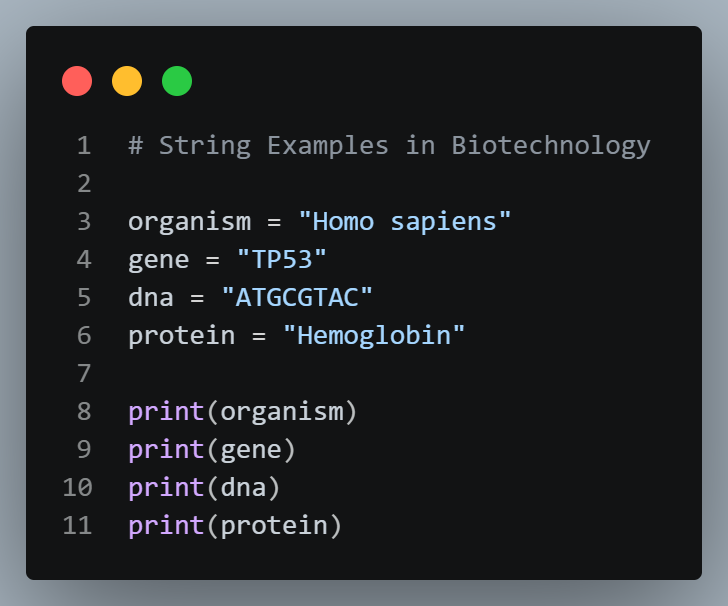 1 # String Examples in Biotechnology
2
3 organism = "Homo sapiens"
4 gene = "TP53"
5 dna = "ATGCGTAC"
6 protein = "Hemoglobin"
7
8 print(organism)
9 print(gene)
10 print(dna)
11 print(protein)